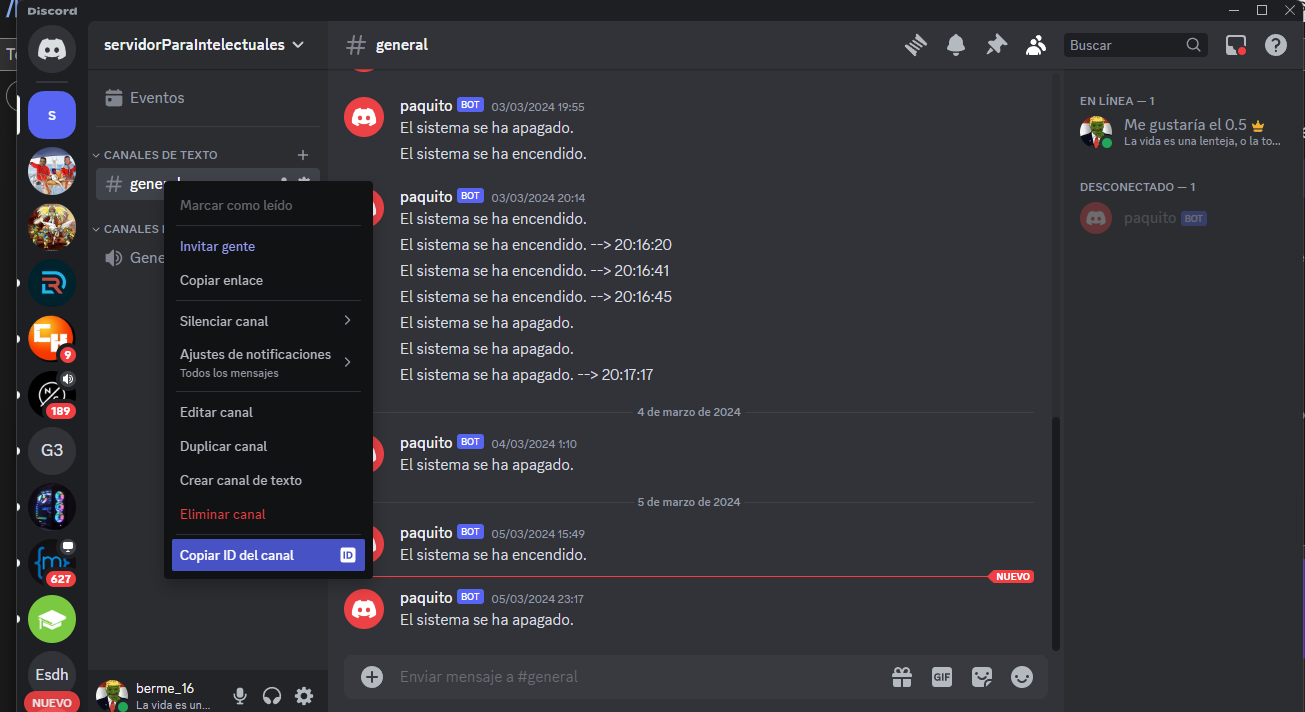 Discord
servidorParaIntelectuales
general
Buscar
Eventos
CANALES DE TEXTO
general
CANALES
Gene
Marcar como leído
Invitar gente
Copiar enlace
Silenciar canal
Ajustes de notificaciones
Todos los mensajes
Editar canal
Duplicar canal
Crear canal de texto
Eliminar canal
Copiar ID del canal
ID
S
9
189
G3
627
Esdh
NUEVO
berme_16
La vida es un...
paquito BOT 03/03/2024 19:55
El sistema se ha apagado.
El sistema se ha encendido.
paquito BOT 03/03/2024 20:14
El sistema se ha encendido.
El sistema se ha encendido. --> 20:16:20
El sistema se ha encendido. --> 20:16:41
El sistema se ha encendido. --> 20:16:45
El sistema se ha apagado.
El sistema se ha apagado.
El sistema se ha apagado. --> 20:17:17
4 de marzo de 2024
paquito BOT 04/03/2024 1:10
El sistema se ha apagado.
5 de marzo de 2024
paquito BOT 05/03/2024 15:49
El sistema se ha encendido.
NUEVO
paquito BOT 05/03/2024 23:17
El sistema se ha apagado.
Enviar mensaje a #general
GIF
EN LÍNEA — 1
Me gustaría el 0.5
La vida es una lenteja, o la to...
DESCONECTADO — 1
paquito BOT